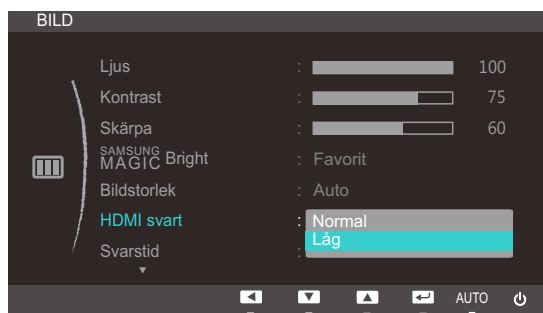 BILD
Ljus : 100
Kontrast : 75
Skärpa : 60
SAMSUNG MAGIC Bright : Favorit
Bildstorlek : Auto
HDMI svart : Normal
Låg
Svarstid :
AUTO